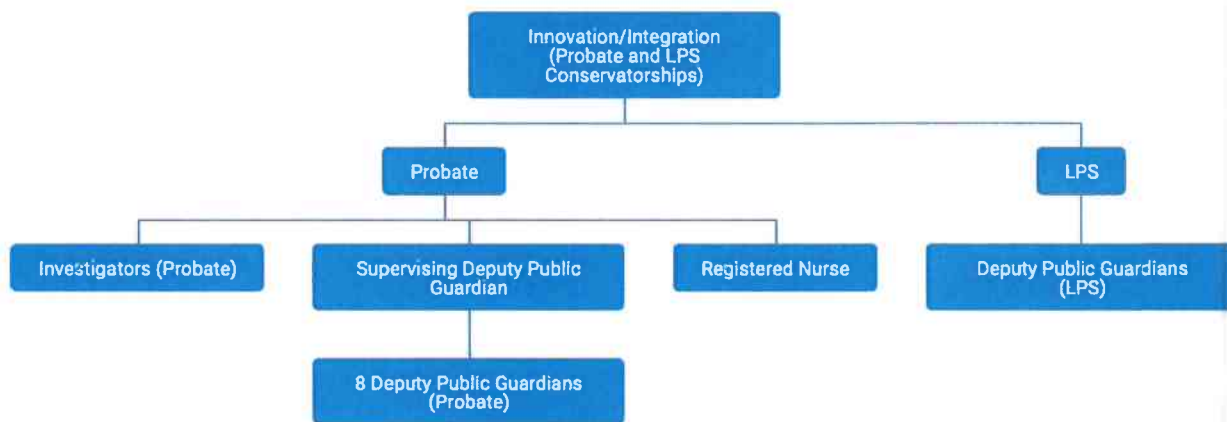 Innovation/Integration
(Probate and LPS
Conservatorships)
Probate
LPS
Investigators (Probate)
Supervising Deputy Public
Guardian
Registered Nurse
Deputy Public Guardians
(LPS)
8 Deputy Public Guardians
(Probate)